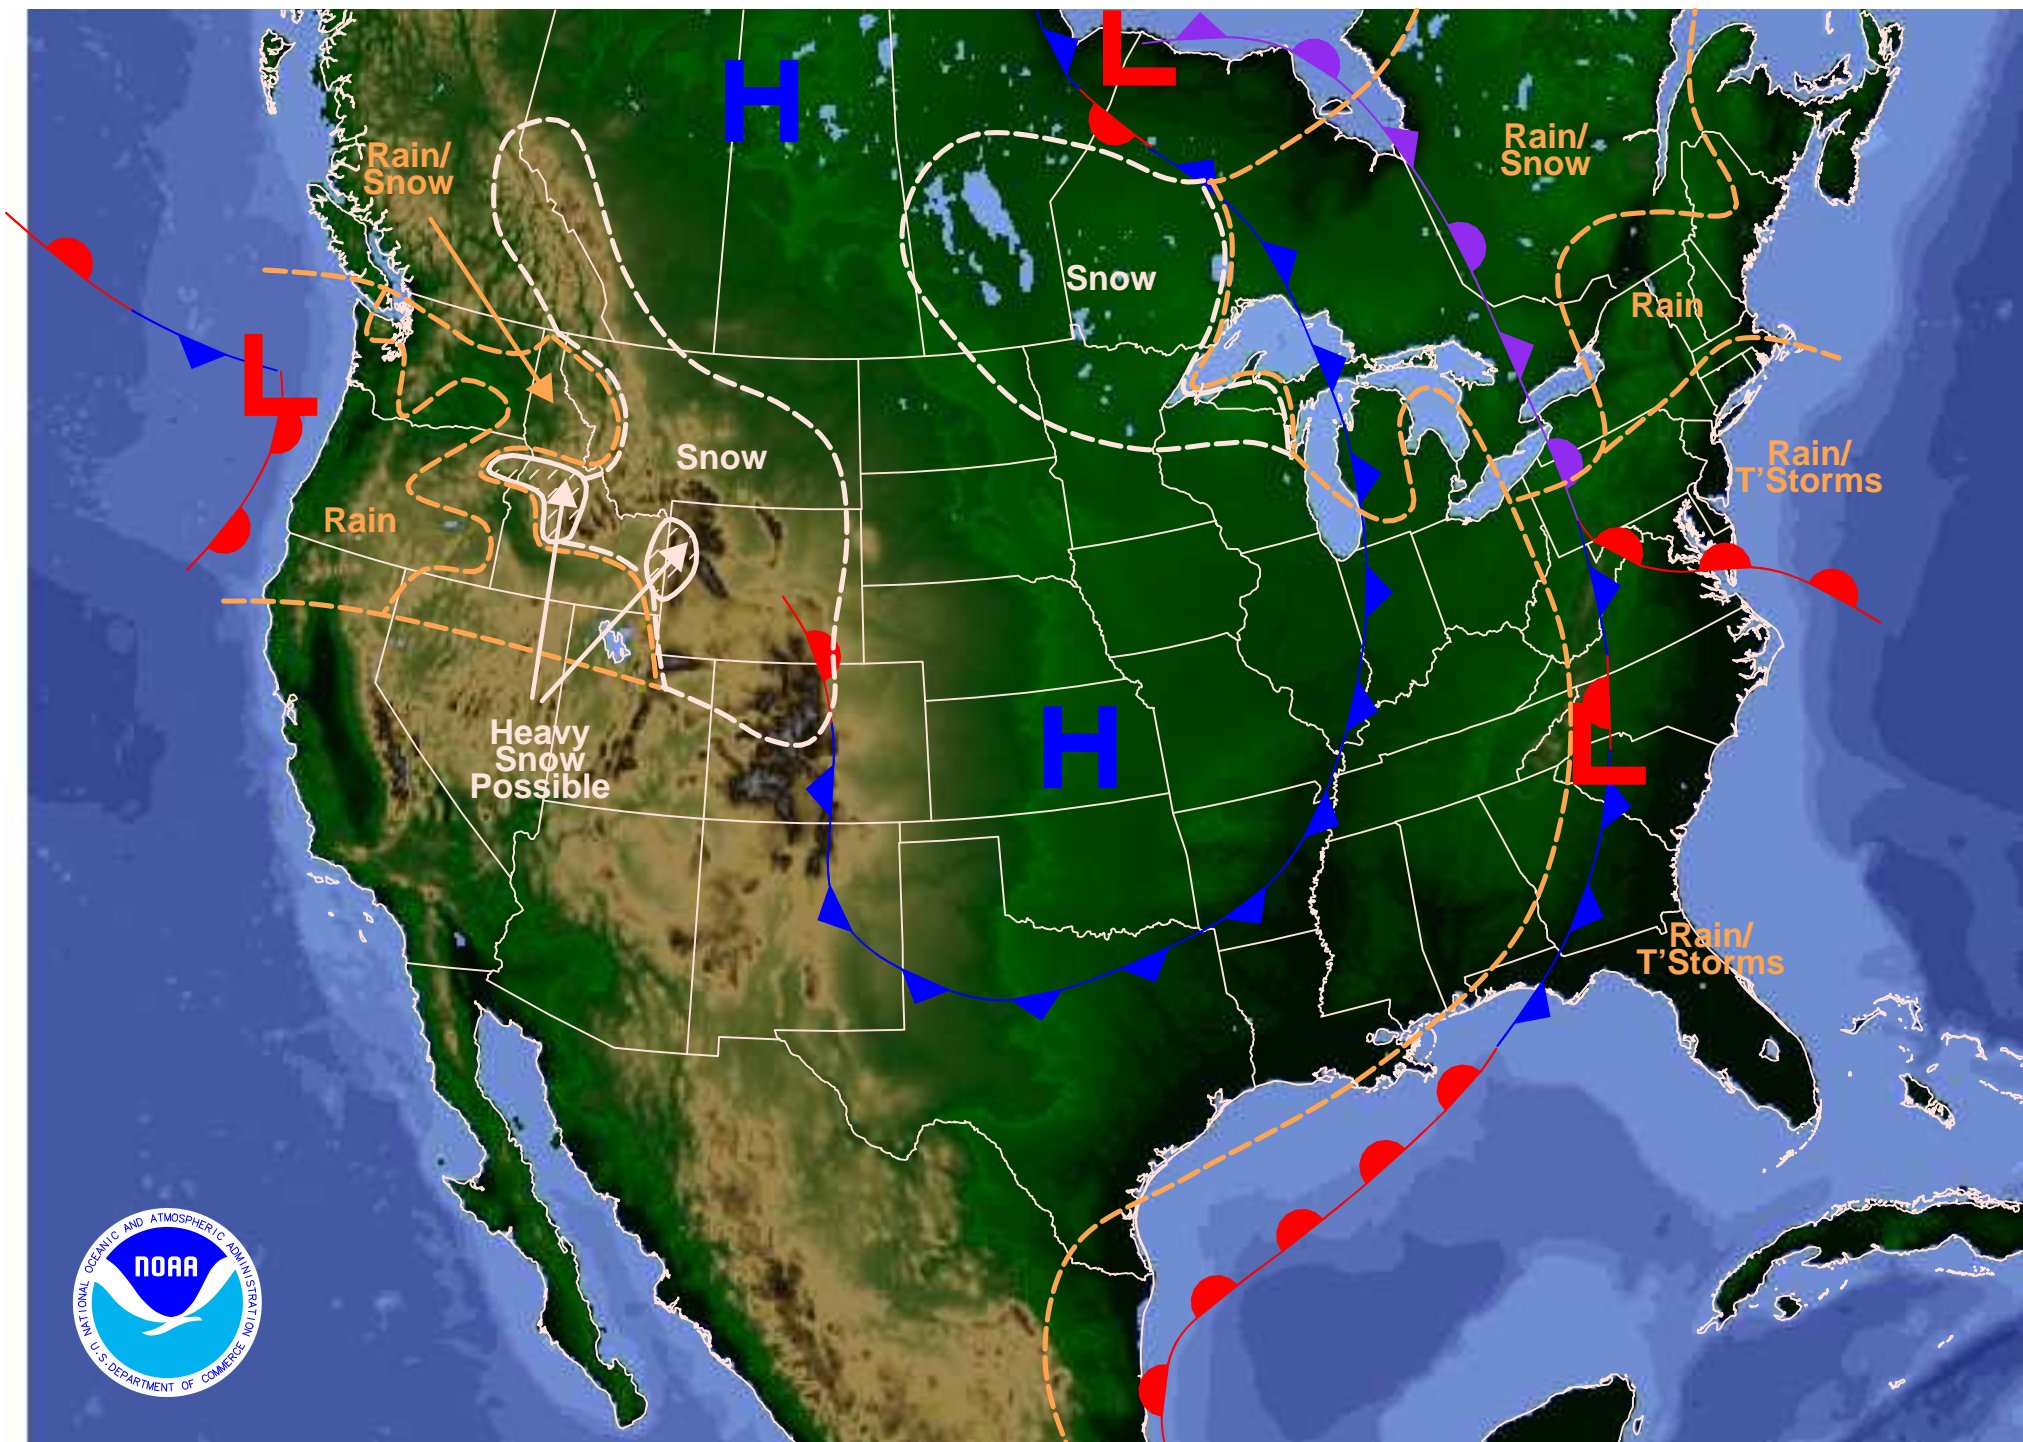 H
L
Rain/
Snow
Rain/
Snow
Snow
Rain
L
Snow
Rain/
T'Storms
Rain
H
L
Heavy
Snow
Possible
Rain/
T'Storms
NATIONAL OCEANIC AND ATMOSPHERIC ADMINISTRATION
NOAA
U.S. DEPARTMENT OF COMMERCE